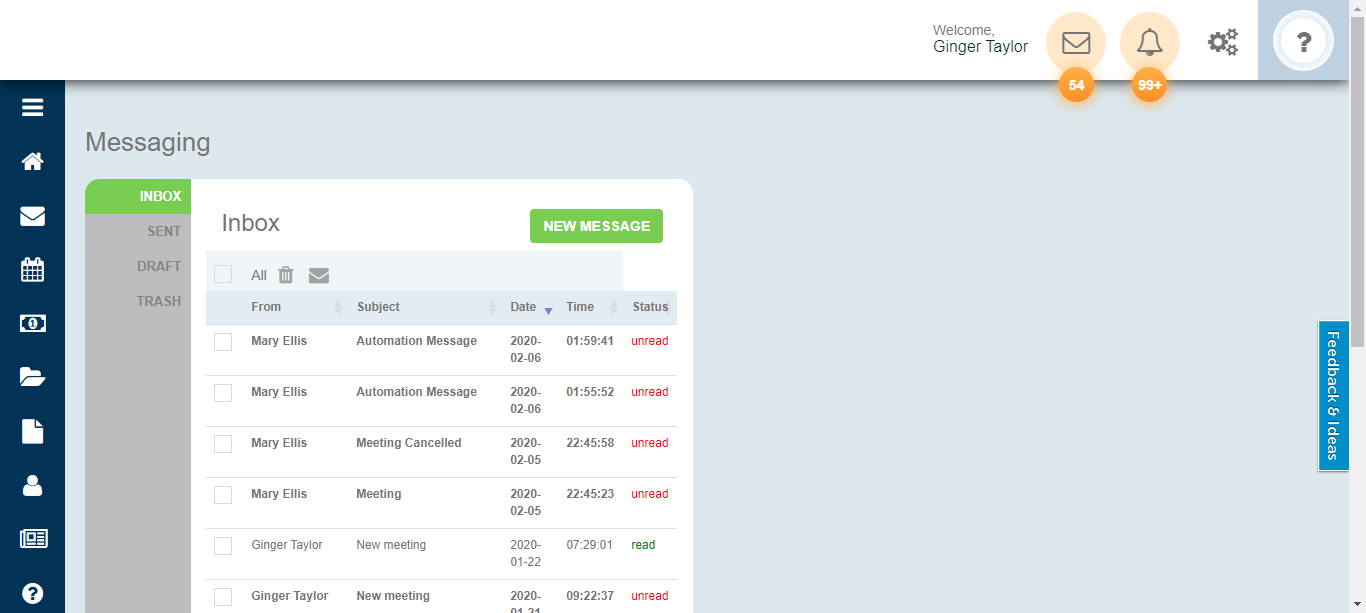 Welcome,
Ginger Taylor
54
99+
?
Messaging
INBOX
SENT
DRAFT
TRASH
Inbox
NEW MESSAGE
All
From Subject Date Time Status
Mary Ellis Automation Message 2020-02-06 01:59:41 unread
Mary Ellis Automation Message 2020-02-06 01:55:52 unread
Mary Ellis Meeting Cancelled 2020-02-05 22:45:58 unread
Mary Ellis Meeting 2020-02-05 22:45:23 unread
Ginger Taylor New meeting 2020-01-22 07:29:01 read
Ginger Taylor New meeting 2020-01-21 09:22:37 unread
Feedback & Ideas